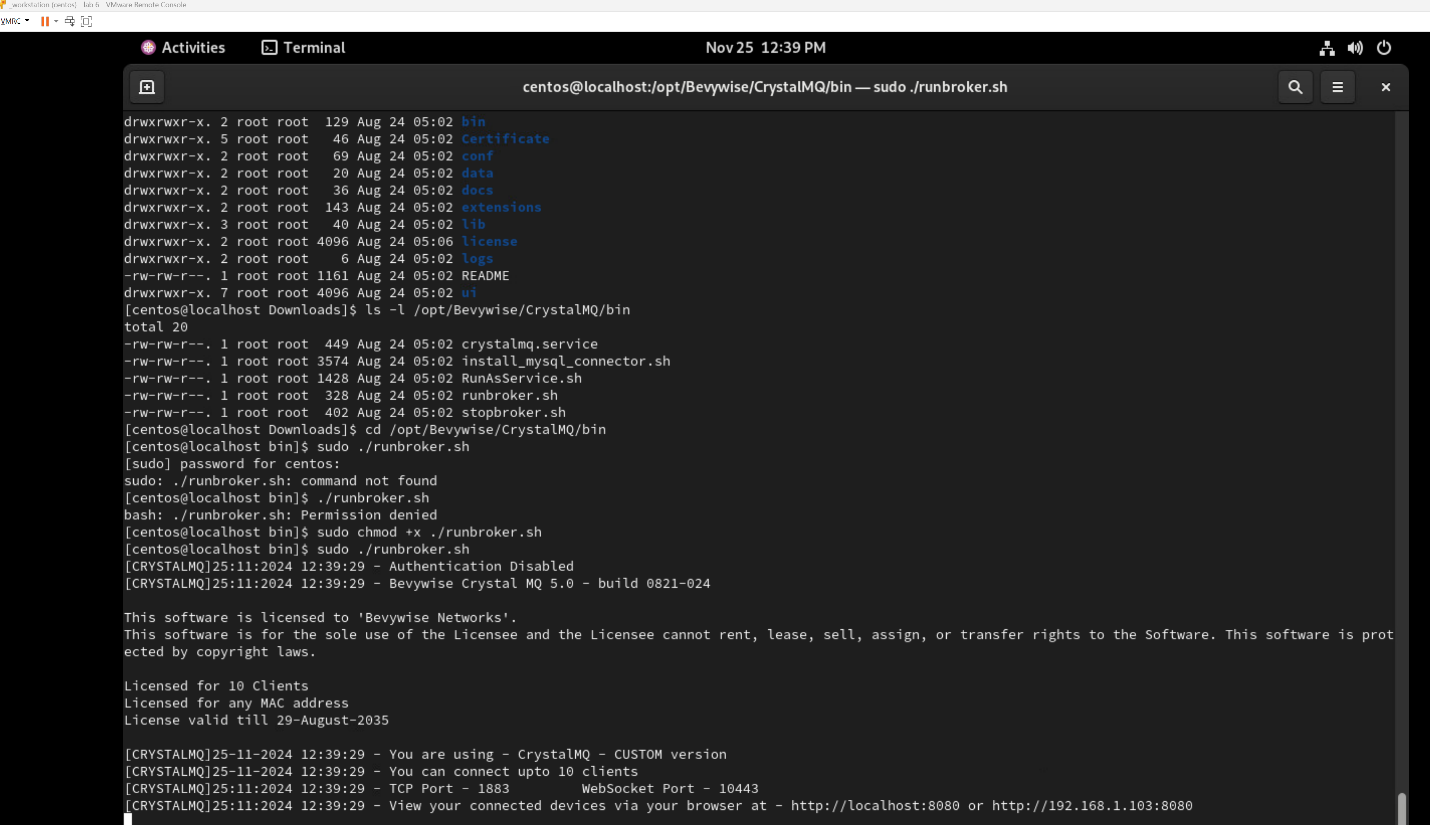 _workstation (centos) - lab 6 - VMware Remote Console
VMRC
Activities Terminal Nov 25 12:39 PM
centos@localhost:/opt/Bevywise/CrystalMQ/bin — sudo ./runbroker.sh
drwxrwxr-x. 2 root root  129 Aug 24 05:02 bin
drwxrwxr-x. 5 root root   46 Aug 24 05:02 Certificate
drwxrwxr-x. 2 root root   69 Aug 24 05:02 conf
drwxrwxr-x. 2 root root   20 Aug 24 05:02 data
drwxrwxr-x. 2 root root   36 Aug 24 05:02 docs
drwxrwxr-x. 2 root root  143 Aug 24 05:02 extensions
drwxrwxr-x. 3 root root   40 Aug 24 05:02 lib
drwxrwxr-x. 2 root root 4096 Aug 24 05:06 license
drwxrwxr-x. 2 root root    6 Aug 24 05:02 logs
-rw-rw-r--. 1 root root 1161 Aug 24 05:02 README
drwxrwxr-x. 7 root root 4096 Aug 24 05:02 ui
[centos@localhost Downloads]$ ls -l /opt/Bevywise/CrystalMQ/bin
total 20
-rw-rw-r--. 1 root root  449 Aug 24 05:02 crystalmq.service
-rw-rw-r--. 1 root root 3574 Aug 24 05:02 install_mysql_connector.sh
-rw-rw-r--. 1 root root 1428 Aug 24 05:02 RunAsService.sh
-rw-rw-r--. 1 root root  328 Aug 24 05:02 runbroker.sh
-rw-rw-r--. 1 root root  402 Aug 24 05:02 stopbroker.sh
[centos@localhost Downloads]$ cd /opt/Bevywise/CrystalMQ/bin
[centos@localhost bin]$ sudo ./runbroker.sh
[sudo] password for centos:
sudo: ./runbroker.sh: command not found
[centos@localhost bin]$ ./runbroker.sh
bash: ./runbroker.sh: Permission denied
[centos@localhost bin]$ sudo chmod +x ./runbroker.sh
[centos@localhost bin]$ sudo ./runbroker.sh
[CRYSTALMQ]25:11:2024 12:39:29 - Authentication Disabled
[CRYSTALMQ]25:11:2024 12:39:29 - Bevywise Crystal MQ 5.0 - build 0821-024
This software is licensed to 'Bevywise Networks'.
This software is for the sole use of the Licensee and the Licensee cannot rent, lease, sell, assign, or transfer rights to the Software. This software is prot
ected by copyright laws.
Licensed for 10 Clients
Licensed for any MAC address
License valid till 29-August-2035
[CRYSTALMQ]25-11-2024 12:39:29 - You are using - CrystalMQ - CUSTOM version
[CRYSTALMQ]25-11-2024 12:39:29 - You can connect upto 10 clients
[CRYSTALMQ]25:11:2024 12:39:29 - TCP Port - 1883         WebSocket Port - 10443
[CRYSTALMQ]25:11:2024 12:39:29 - View your connected devices via your browser at - http://localhost:8080 or http://192.168.1.103:8080